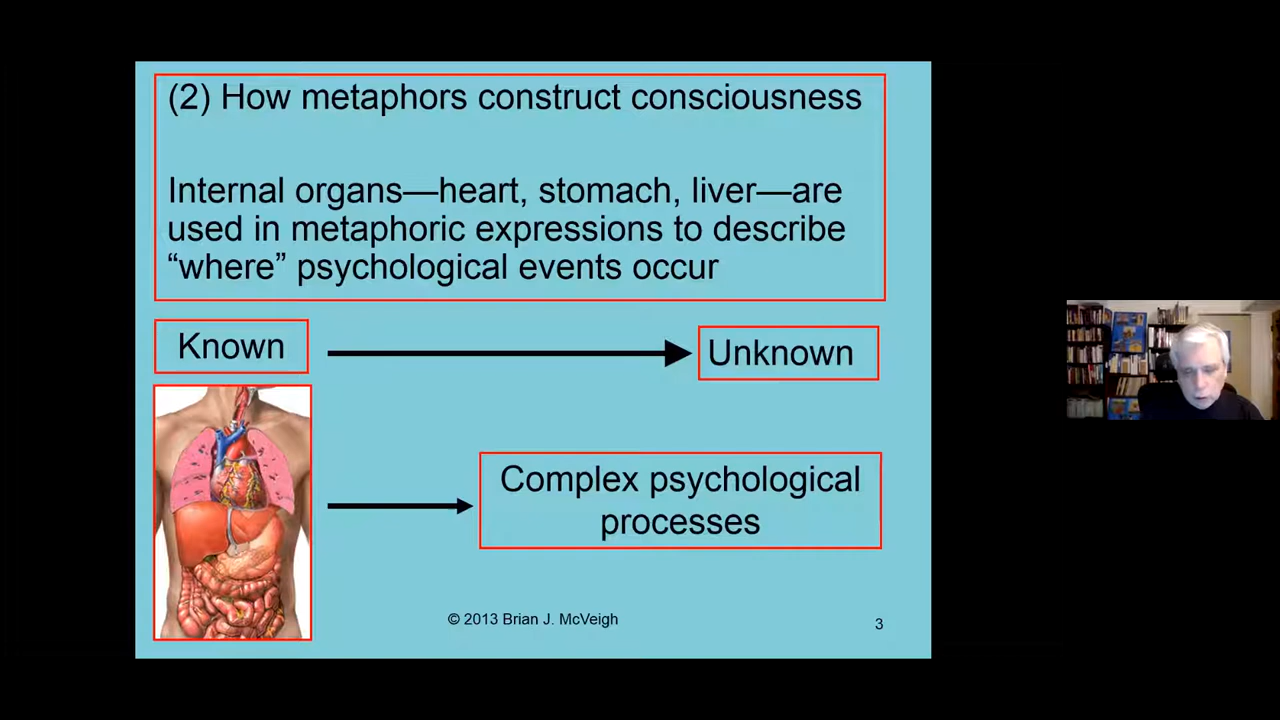 (2) How metaphors construct consciousness
Internal organs—heart, stomach, liver—are
used in metaphoric expressions to describe
“where” psychological events occur
Known
Unknown
Complex psychological
processes
© 2013 Brian J. McVeigh
3